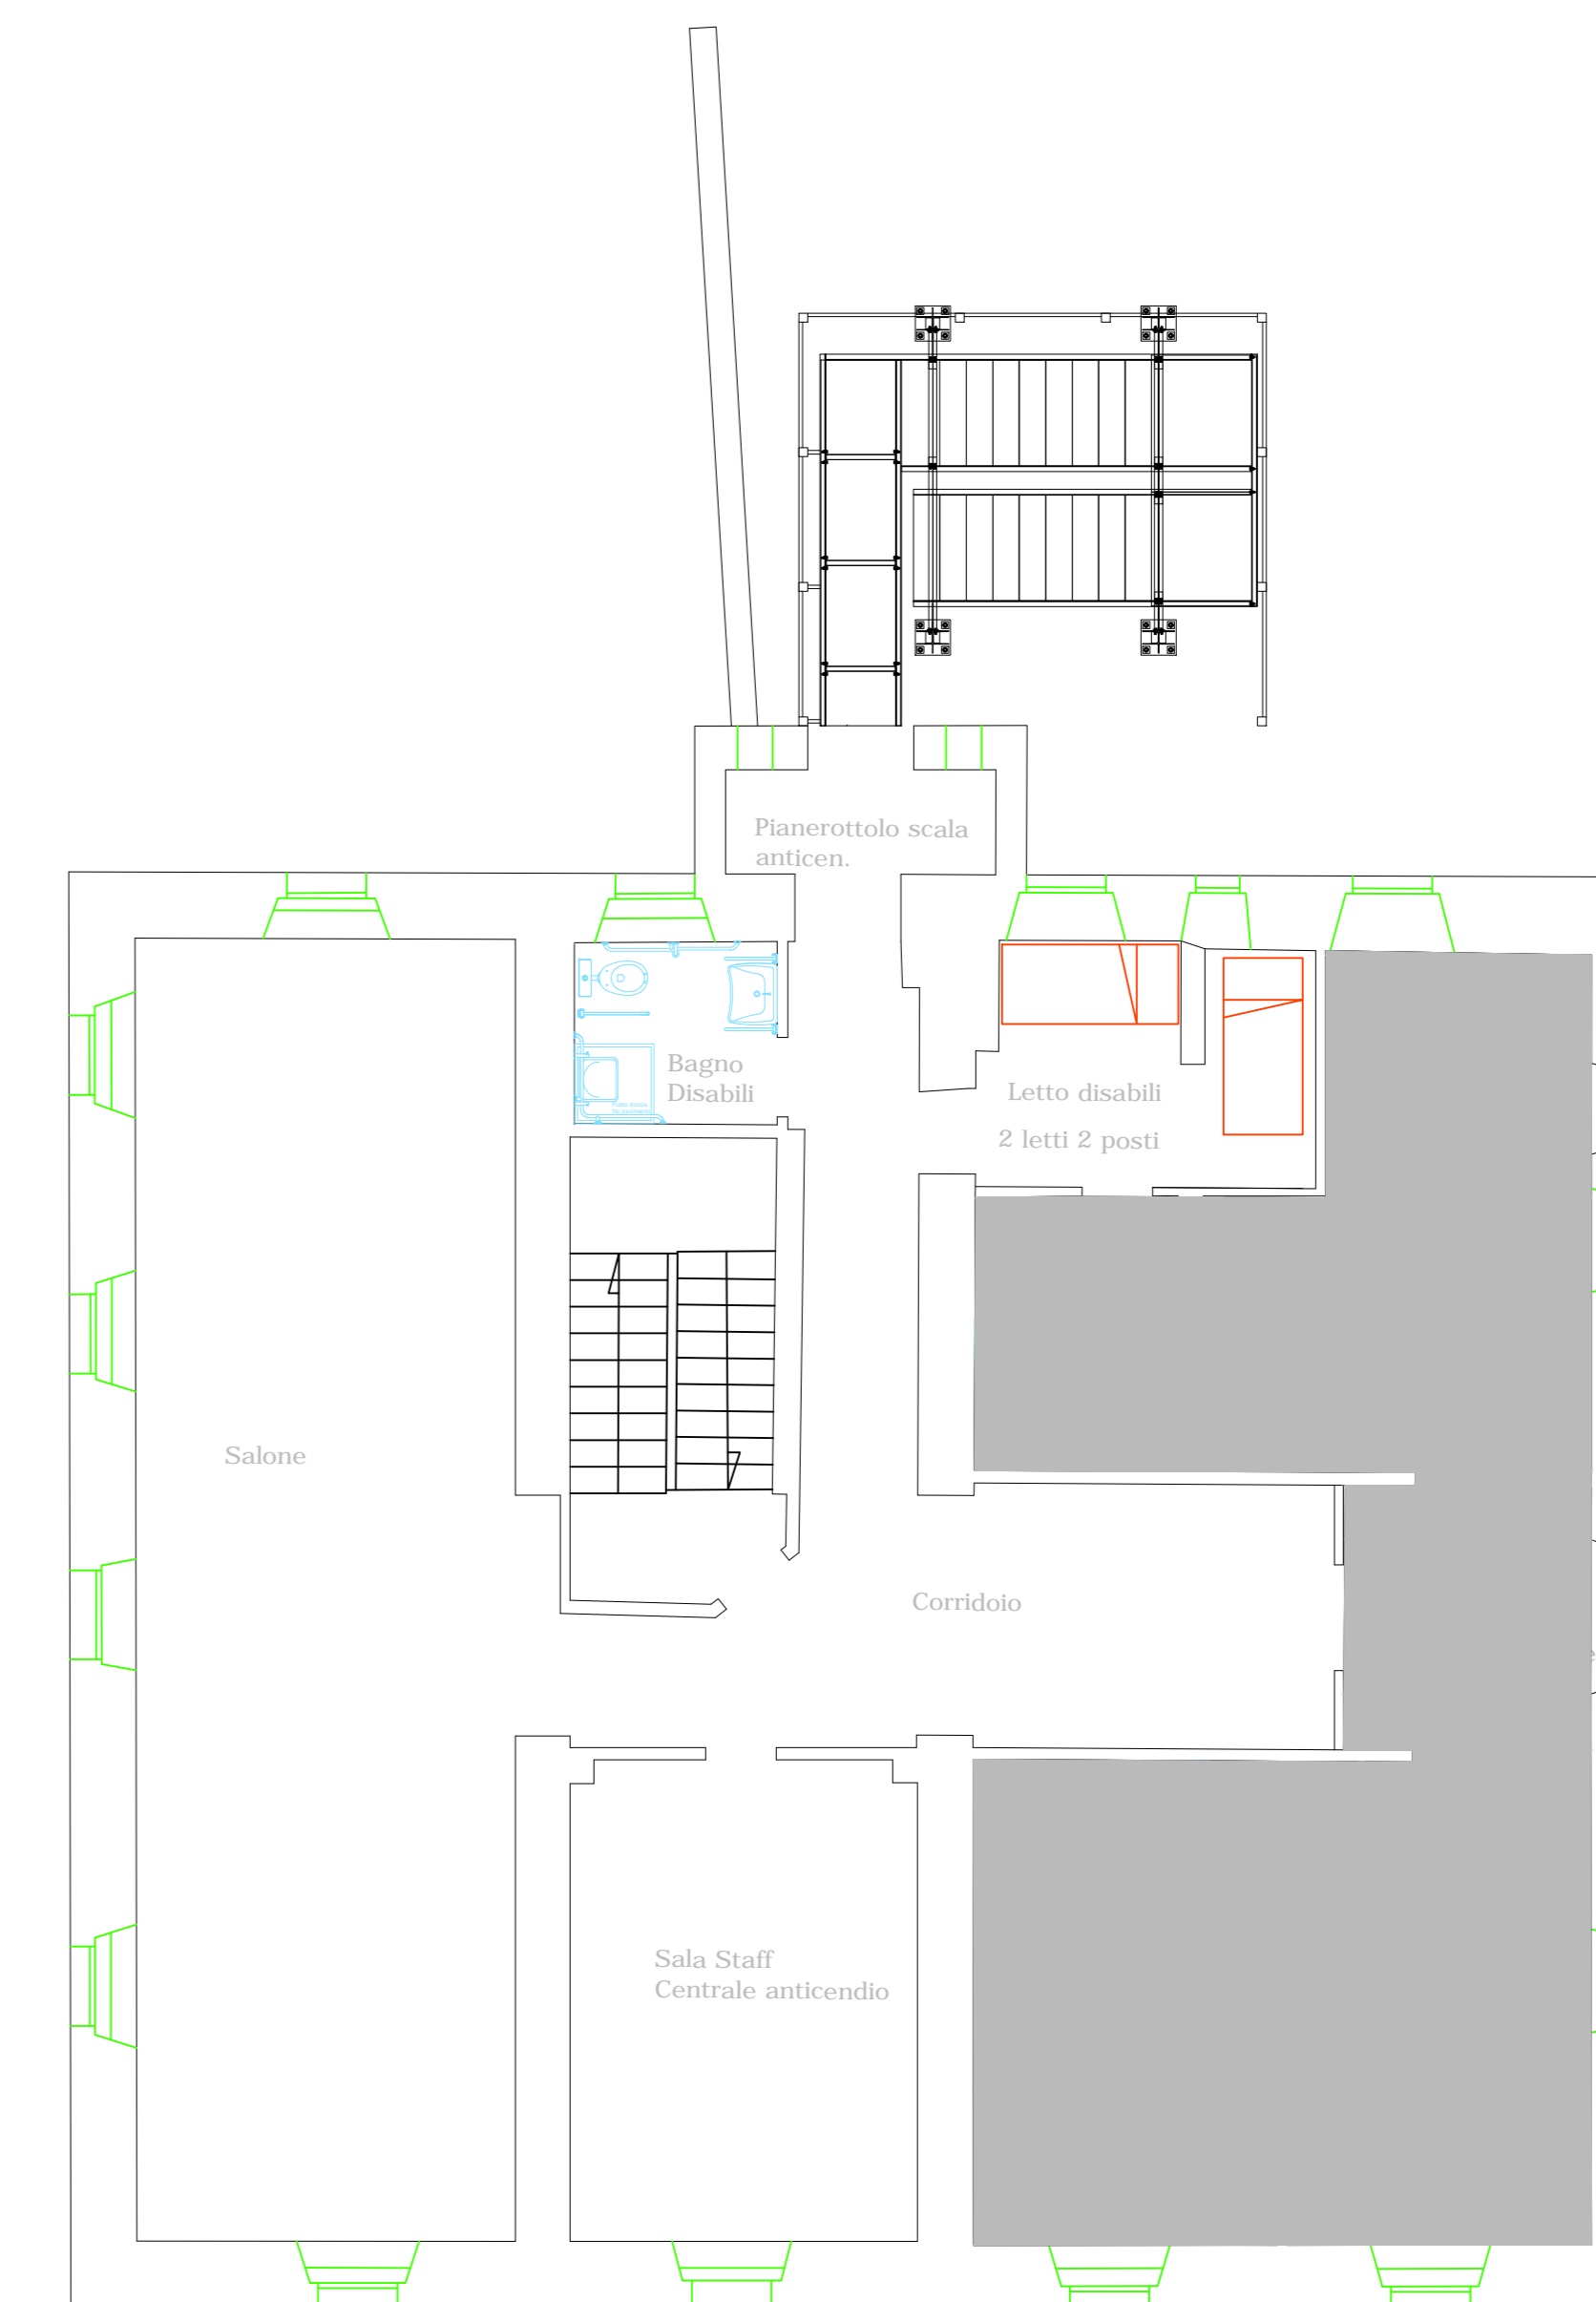 Pianerottolo scala
anticen.
Bagno
Disabili
Letto disabili
2 letti 2 posti
Salone
Corridoio
Sala Staff
Centrale anticendio